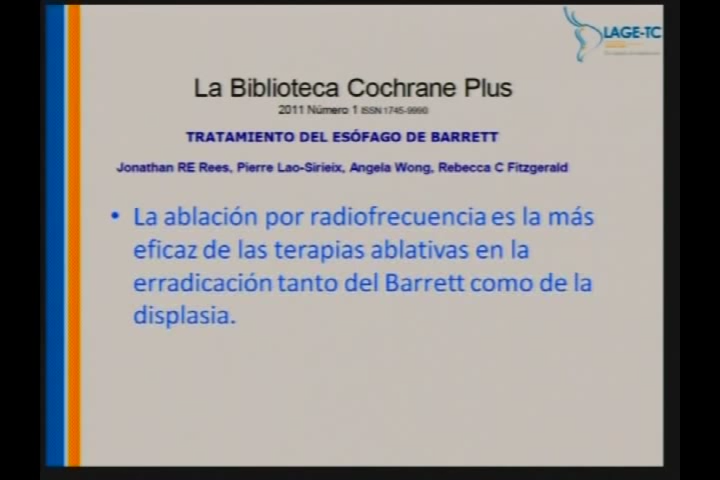 LAGE-TC
La Biblioteca Cochrane Plus
2011 Número 1 ISSN 1745-9990
TRATAMIENTO DEL ESÓFAGO DE BARRETT
Jonathan RE Rees, Pierre Lao-Sirieix, Angela Wong, Rebecca C Fitzgerald
• La ablación por radiofrecuencia es la más
eficaz de las terapias ablativas en la
erradicación tanto del Barrett como de la
displasia.